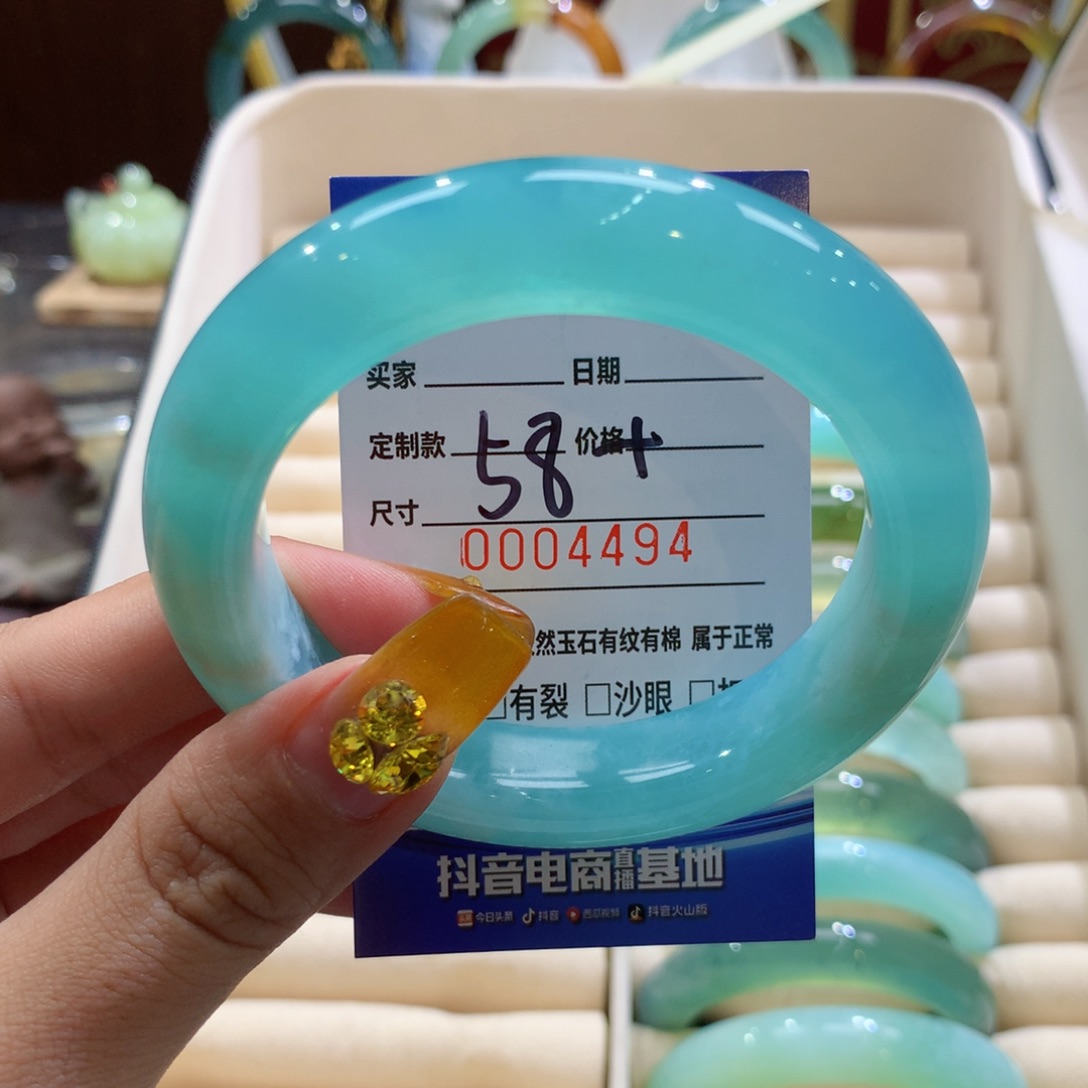 买家 日期
定制款 58+ 价格
尺寸
0004494
然玉石有纹有棉 属于正常
□有裂 □沙眼 □
抖音电商直播基地
今日头条 抖音 西瓜视频 抖音火山版